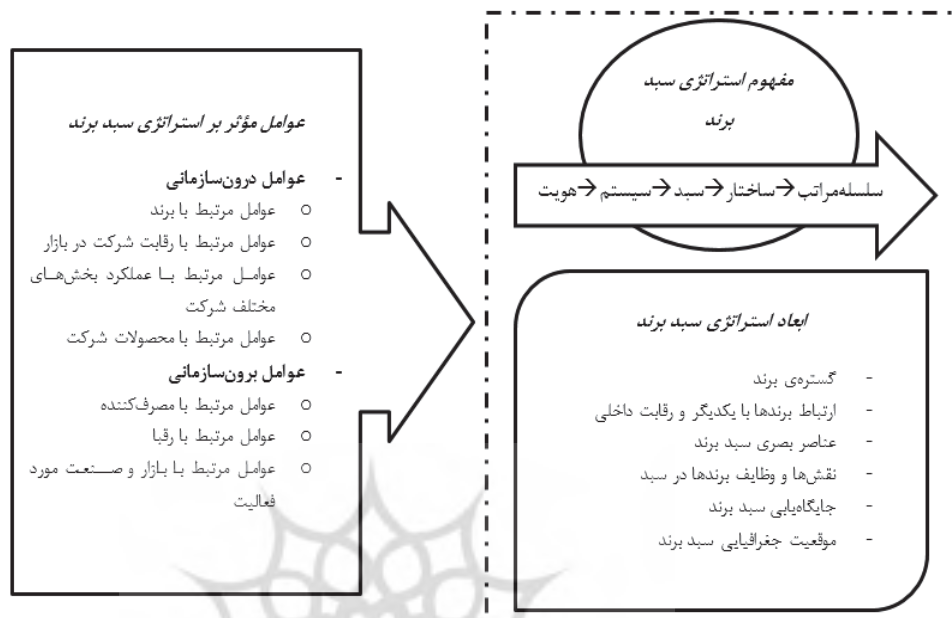 عوامل مؤثر بر استراتژی سبد برند
- عوامل درون‌سازمانی
o عوامل مرتبط با برند
o عوامل مرتبط با رقابت شرکت در بازار
o عوامل مرتبط با عملکرد بخش‌های
مختلف شرکت
o عوامل مرتبط با محصولات شرکت
- عوامل برون‌سازمانی
o عوامل مرتبط با مصرف‌کننده
o عوامل مرتبط با رقبا
o عوامل مرتبط با بازار و صنعت مورد
فعالیت
مفهوم استراتژی سبد
برند
سلسله‌مراتب→ساختار→سبد→سیستم→هویت
ابعاد استراتژی سبد برند
- گستره‌ی برند
- ارتباط برندها با یکدیگر و رقابت داخلی
- عناصر بصری سبد برند
- نقش‌ها و وظایف برندها در سبد
- جایگاه‌یابی سبد برند
- موقعیت جغرافیایی سبد برند